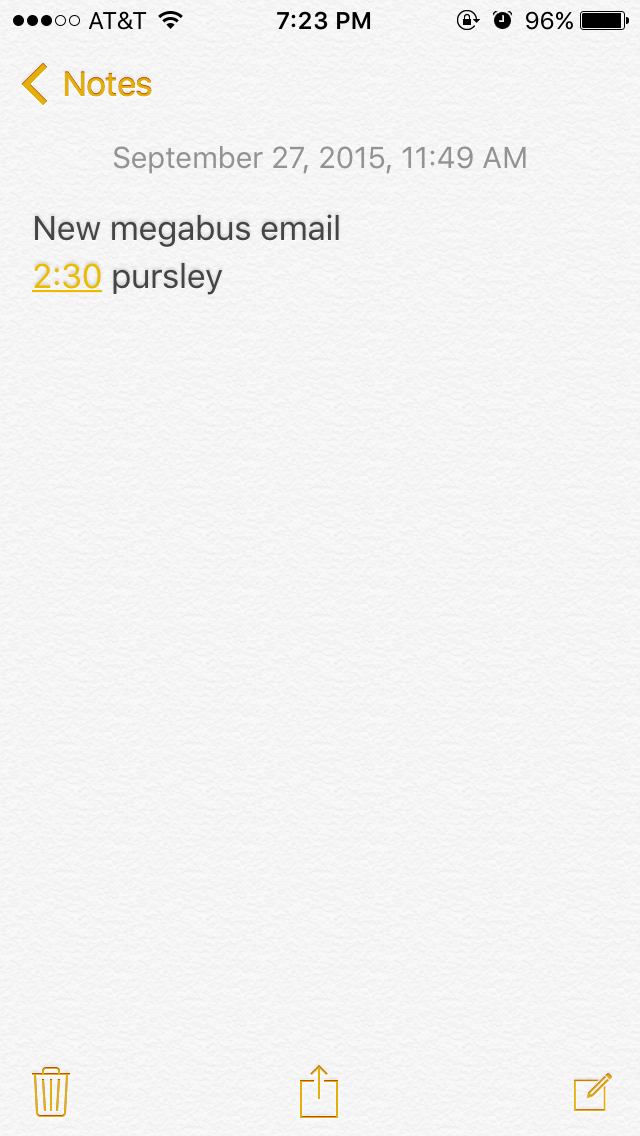 AT&T 7:23 PM 96%
Notes
September 27, 2015, 11:49 AM
New megabus email
2:30 pursley